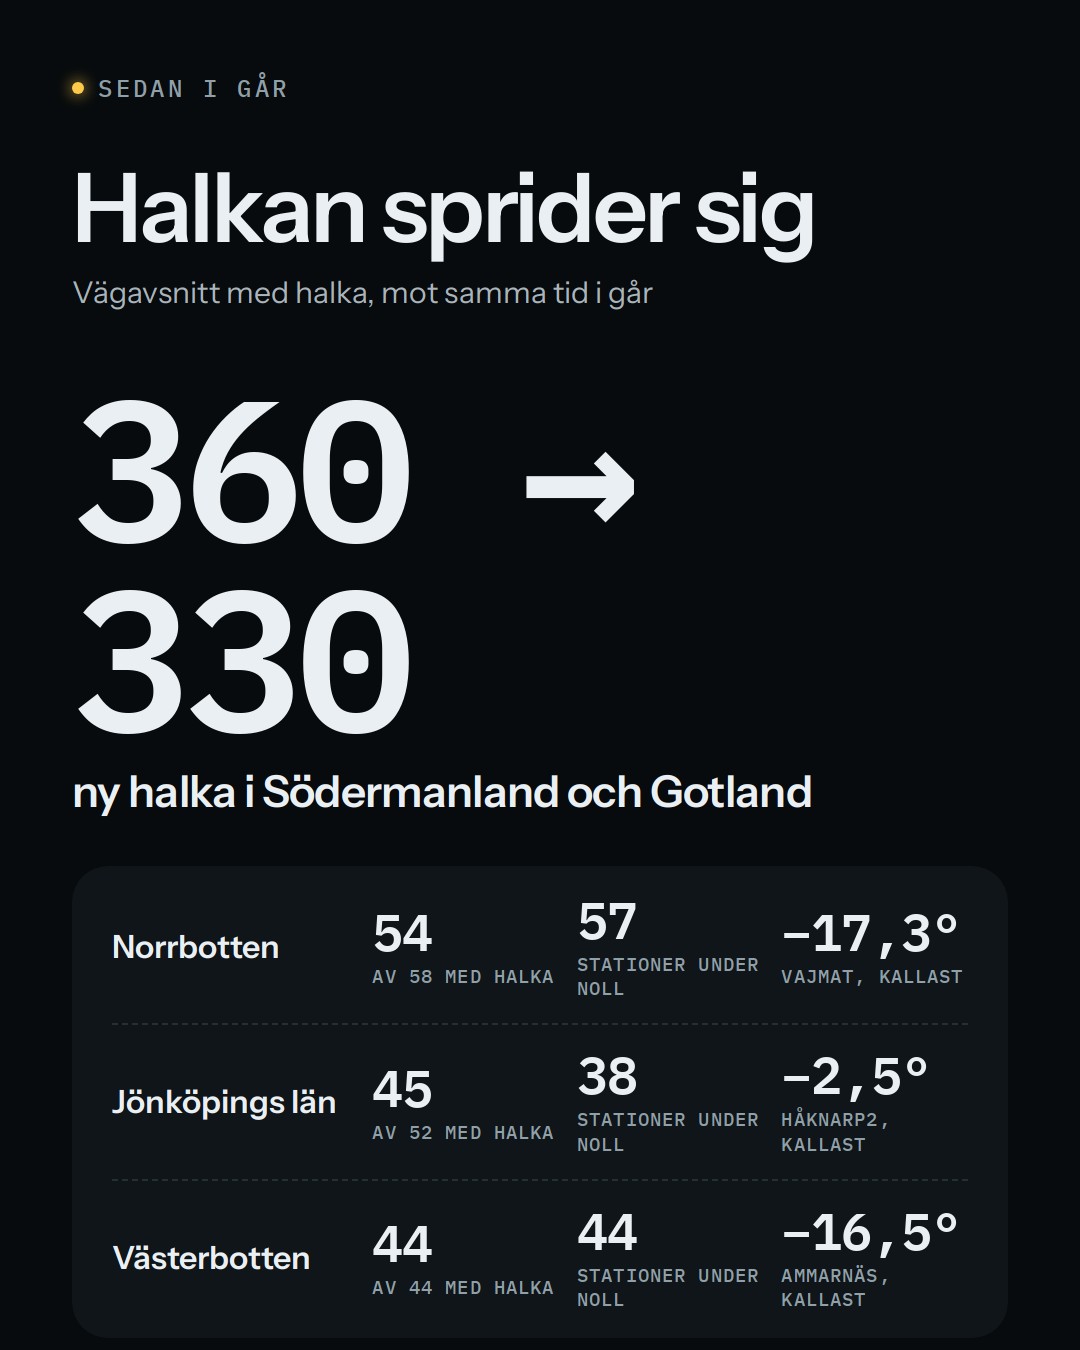 SEDAN I GÅR
Halkan sprider sig
Vägavsnitt med halka, mot samma tid i går
360 →
330
ny halka i Södermanland och Gotland
Norrbotten
54
AV 58 MED HALKA
57
STATIONER UNDER
NOLL
−17,3°
VAJMAT, KALLAST
Jönköpings län
45
AV 52 MED HALKA
38
STATIONER UNDER
NOLL
−2,5°
HÅKNARP2,
KALLAST
Västerbotten
44
AV 44 MED HALKA
44
STATIONER UNDER
NOLL
−16,5°
AMMARNÄS,
KALLAST